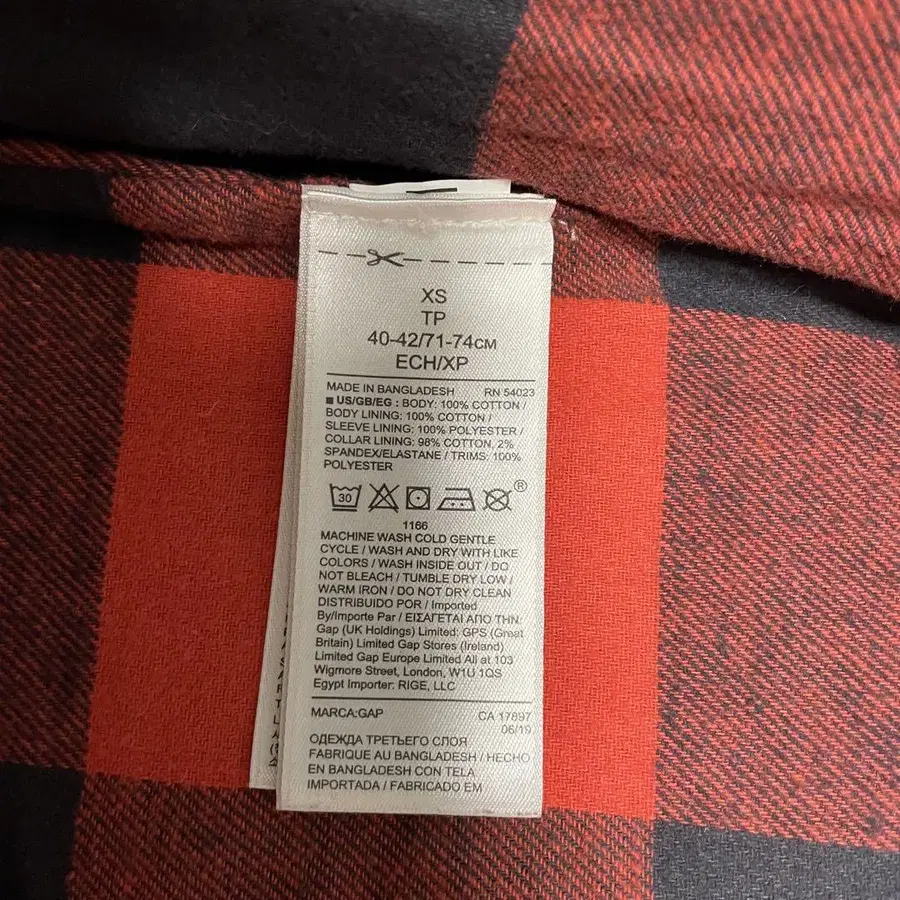 XS
TP
40-42/71-74см
ECH/XP
MADE IN BANGLADESH RN 54023
■ US/GB/EG : BODY: 100% COTTON /
BODY LINING: 100% COTTON /
SLEEVE LINING: 100% POLYESTER /
COLLAR LINING: 98% COTTON, 2%
SPANDEX/ELASTANE / TRIMS: 100%
POLYESTER
30 ®
1166
MACHINE WASH COLD GENTLE
CYCLE / WASH AND DRY WITH LIKE
COLORS / WASH INSIDE OUT / DO
NOT BLEACH / TUMBLE DRY LOW /
WARM IRON / DO NOT DRY CLEAN
DISTRIBUIDO POR / Imported
By/Importe Par / ΕΙΣΑΓΕΤΑΙ ΑΠΟ ΤΗΝ:
Gap (UK Holdings) Limited: GPS (Great
Britain) Limited Gap Stores (Ireland)
Limited Gap Europe Limited All at 103
Wigmore Street, London, W1U 1QS
Egypt Importer: RIGE, LLC
MARCA:GAP CA 17897
06/19
ОДЕЖДА ТРЕТЬЕГО СЛОЯ
FABRIQUE AU BANGLADESH / HECHO
EN BANGLADESH CON TELA
IMPORTADA / FABRICADO EM